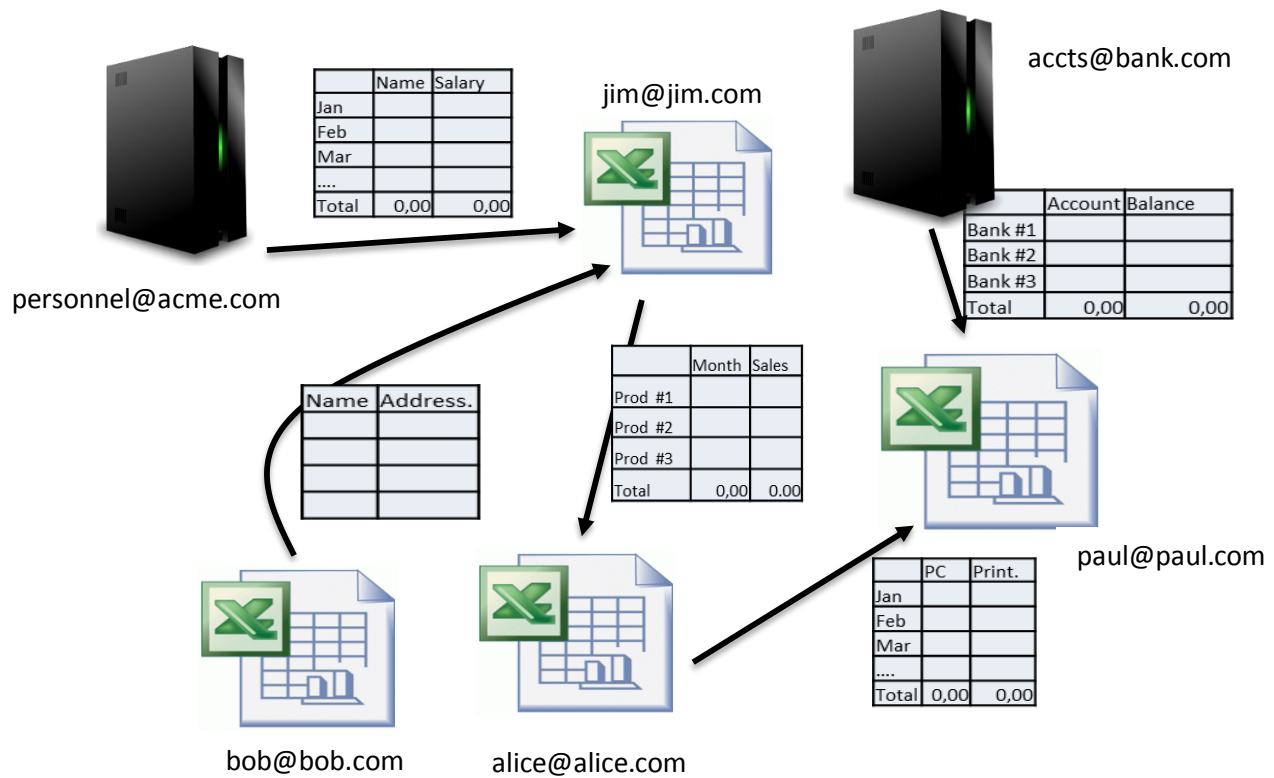 accts@bank.com
Name Salary
Jan
Feb
Mar
....
Total 0,00 0,00
jim@jim.com
Account Balance
Bank #1
Bank #2
Bank #3
Total 0,00 0,00
personnel@acme.com
Month Sales
Prod #1
Prod #2
Prod #3
Total 0,00 0.00
Name Address.
paul@paul.com
PC Print.
Jan
Feb
Mar
....
Total 0,00 0,00
bob@bob.com
alice@alice.com